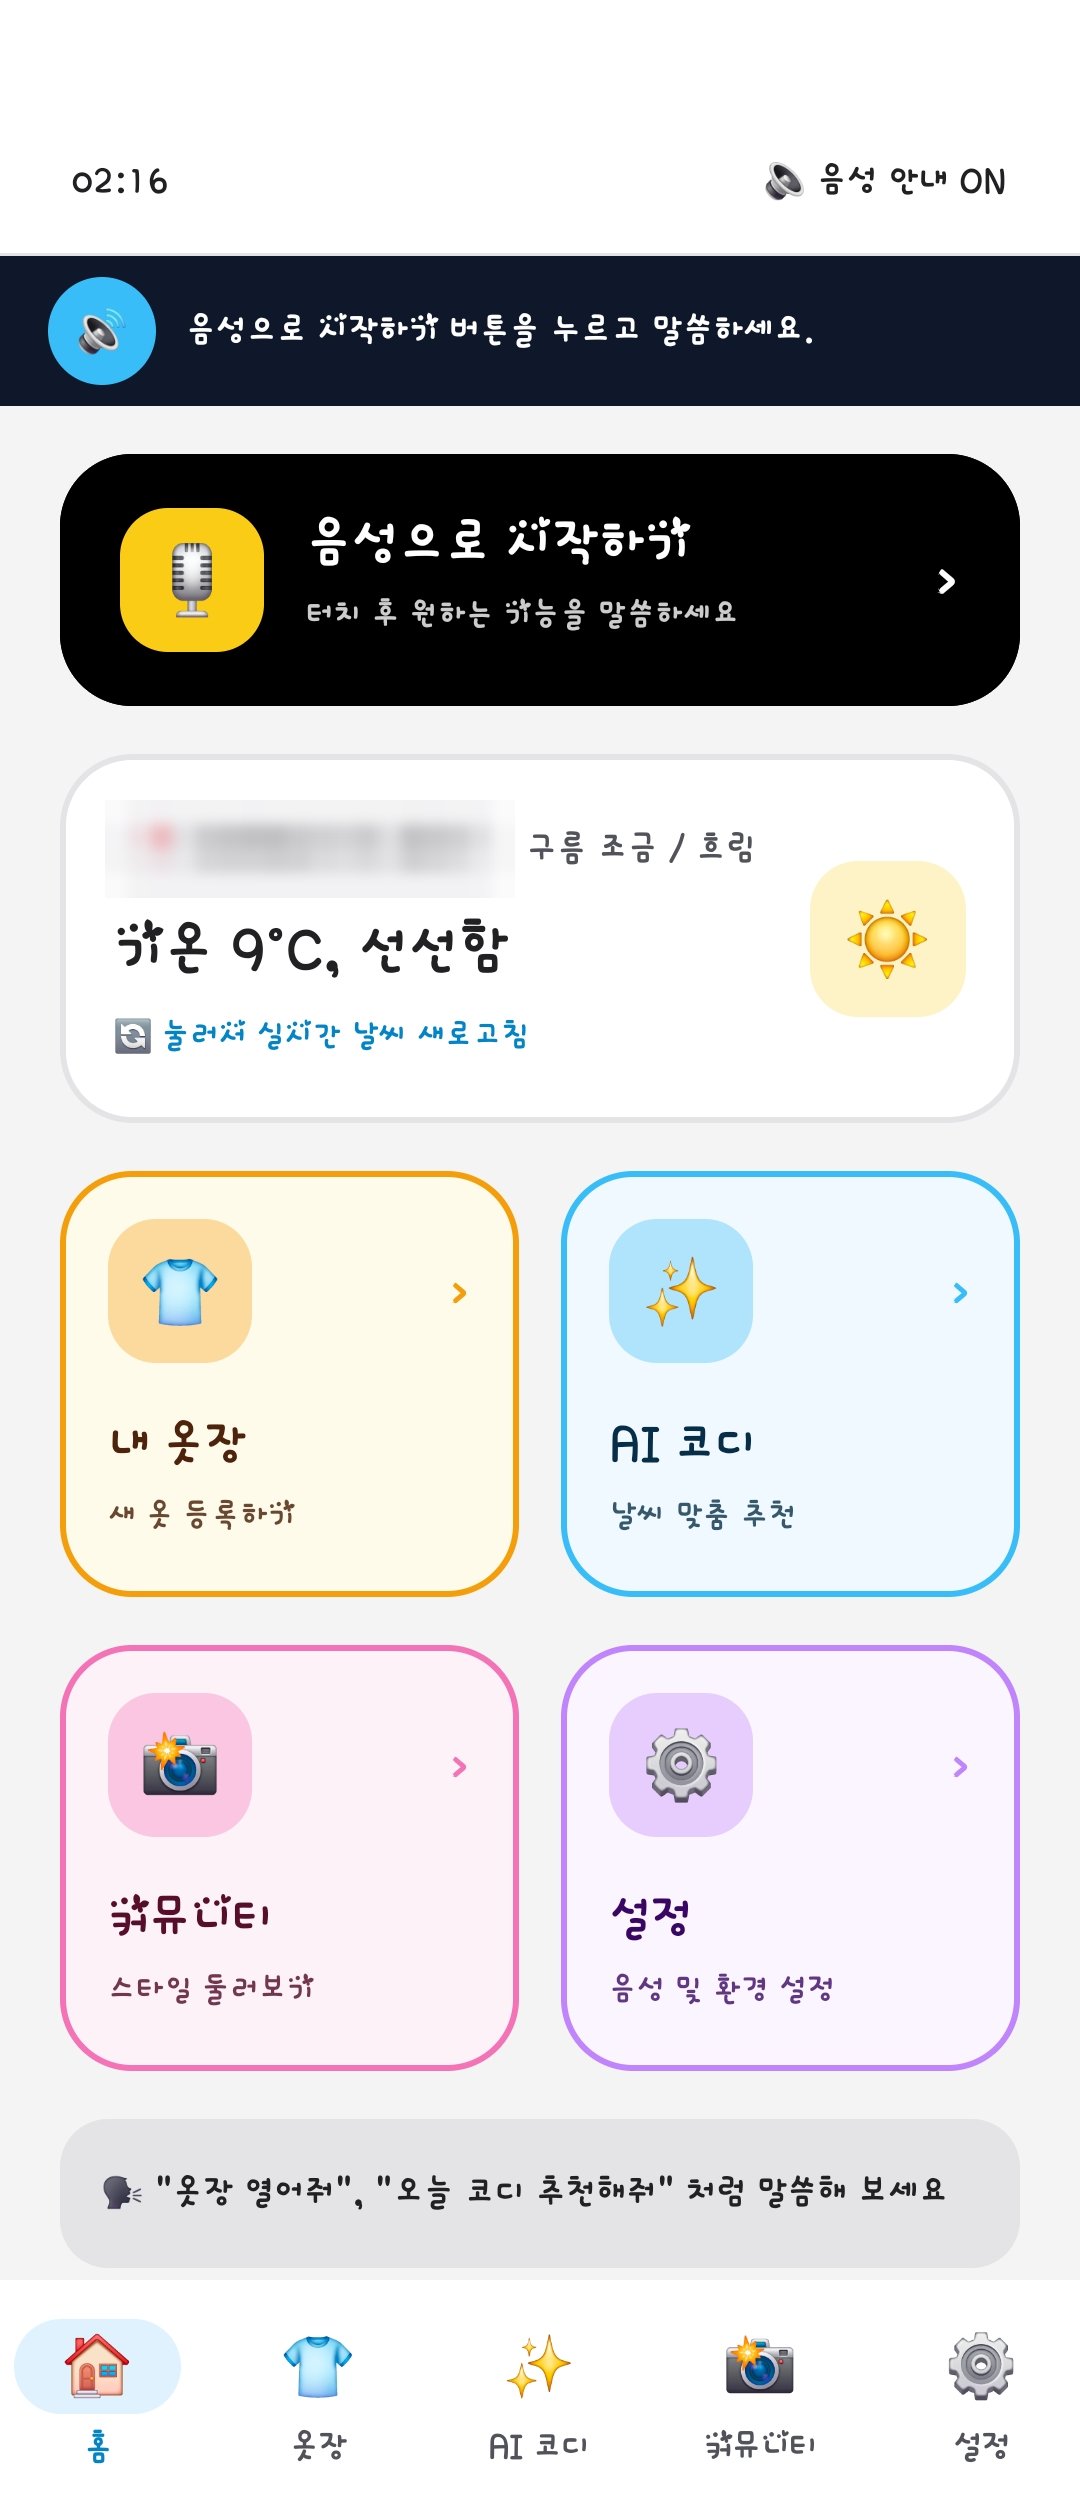 02:16
음성 안내 ON
음성으로 시작하기 버튼을 누르고 말씀하세요.
음성으로 시작하기
터치 후 원하는 기능을 말씀하세요
구름 조금 / 흐림
기온 9°C, 선선함
눌러서 실시간 날씨 새로고침
내 옷장
새 옷 등록하기
AI 코디
날씨 맞춤 추천
커뮤니티
스타일 둘러보기
설정
음성 및 환경 설정
"옷장 열어줘", "오늘 코디 추천해줘" 처럼 말씀해 보세요
홈
옷장
AI 코디
커뮤니티
설정